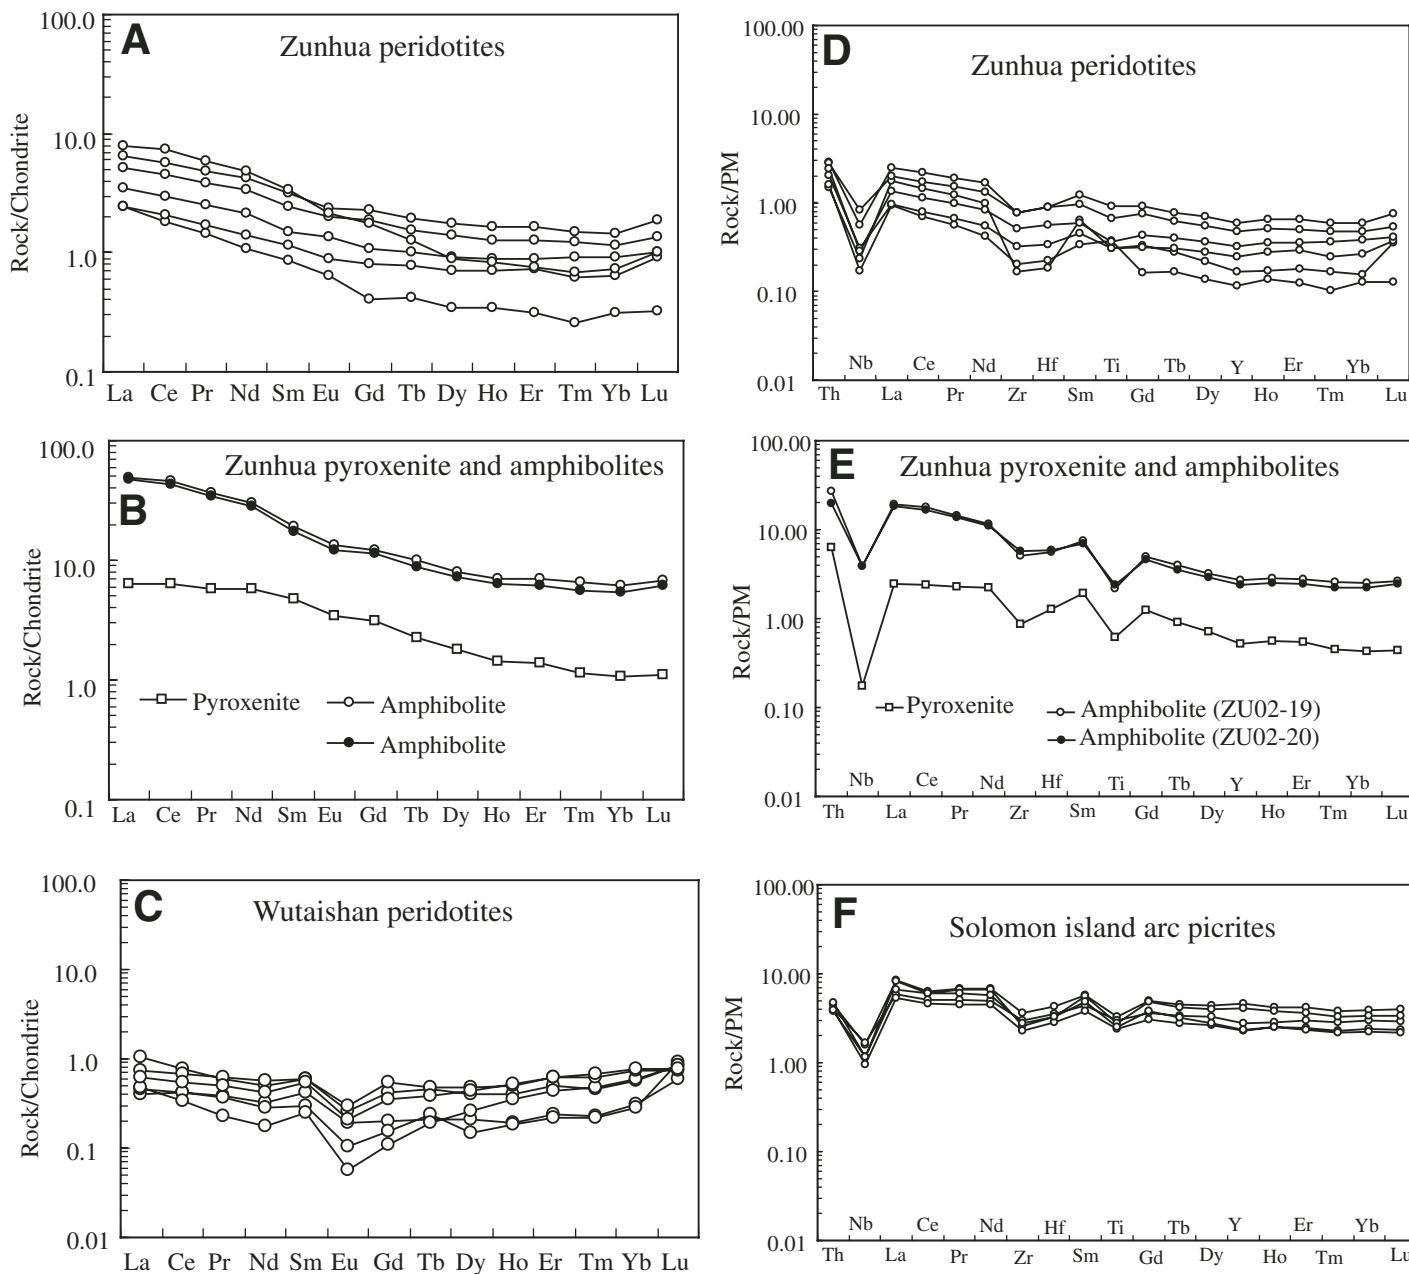 A
Zunhua peridotites
Rock/Chondrite
100.0
10.0
1.0
0.1
La Ce Pr Nd Sm Eu Gd Tb Dy Ho Er Tm Yb Lu
D
Zunhua peridotites
Rock/PM
100.00
10.00
1.00
0.10
0.01
Nb Ce Pr Nd Hf Ti Tb Y Er Yb
Th La Pr Zr Sm Gd Dy Ho Tm Lu
B
Zunhua pyroxenite and amphibolites
Rock/Chondrite
100.0
10.0
1.0
0.1
Pyroxenite
Amphibolite
Amphibolite
La Ce Pr Nd Sm Eu Gd Tb Dy Ho Er Tm Yb Lu
E
Zunhua pyroxenite and amphibolites
Rock/PM
100.00
10.00
1.00
0.10
0.01
Pyroxenite
Amphibolite (ZU02-19)
Amphibolite (ZU02-20)
Nb Ce Nd Hf Ti Tb Y Er Yb
Th La Pr Zr Sm Gd Dy Ho Tm Lu
C
Wutaishan peridotites
Rock/Chondrite
100.0
10.0
1.0
0.1
0.01
La Ce Pr Nd Sm Eu Gd Tb Dy Ho Er Tm Yb Lu
F
Solomon island arc picrites
Rock/PM
100.00
10.00
1.00
0.10
0.01
Nb Ce Nd Hf Ti Tb Y Er Yb
Th La Pr Zr Sm Gd Dy Ho Tm Lu